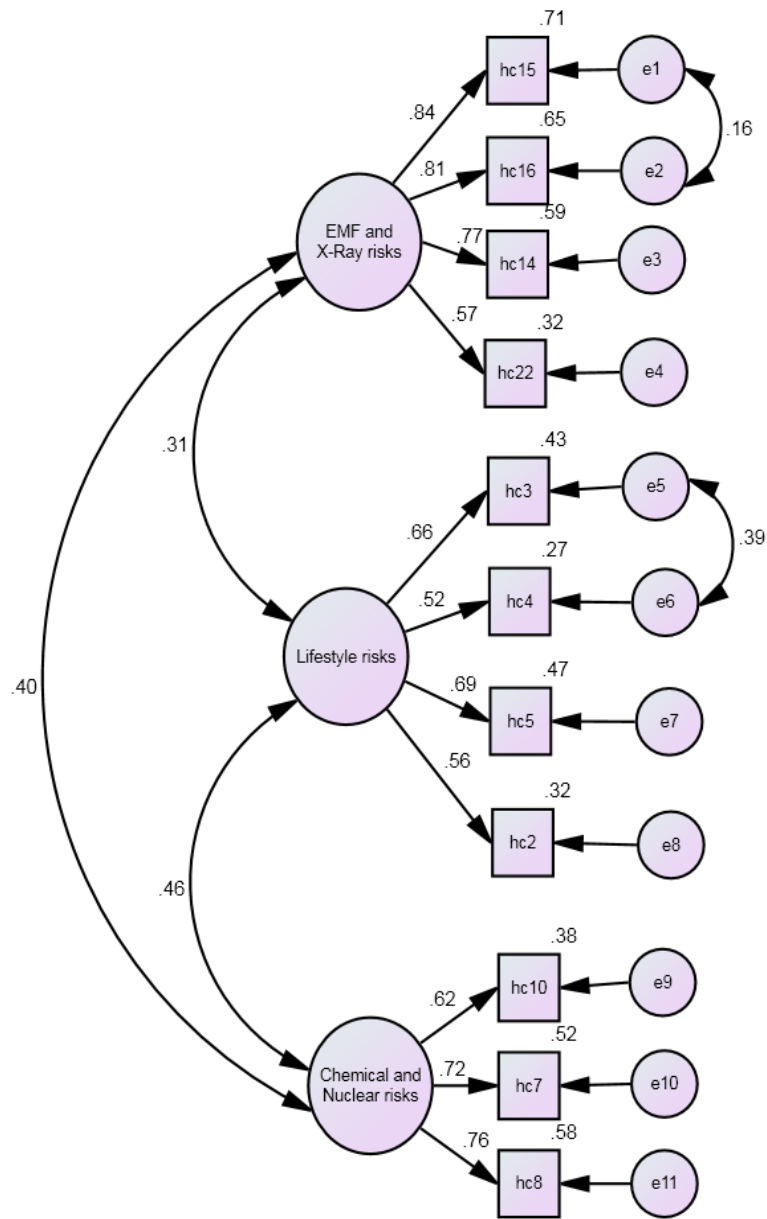 .71
hc15
e1
.84
.16
.65
.81
hc16
e2
.59
EMF and
X-Ray risks
.77
hc14
e3
.57
.32
hc22
e4
.31
.43
hc3
e5
.66
.39
.27
.52
hc4
e6
Lifestyle risks
.40
.47
.69
hc5
e7
.56
.32
hc2
e8
.46
.38
hc10
e9
.62
.52
Chemical and
Nuclear risks
.72
hc7
e10
.58
.76
hc8
e11